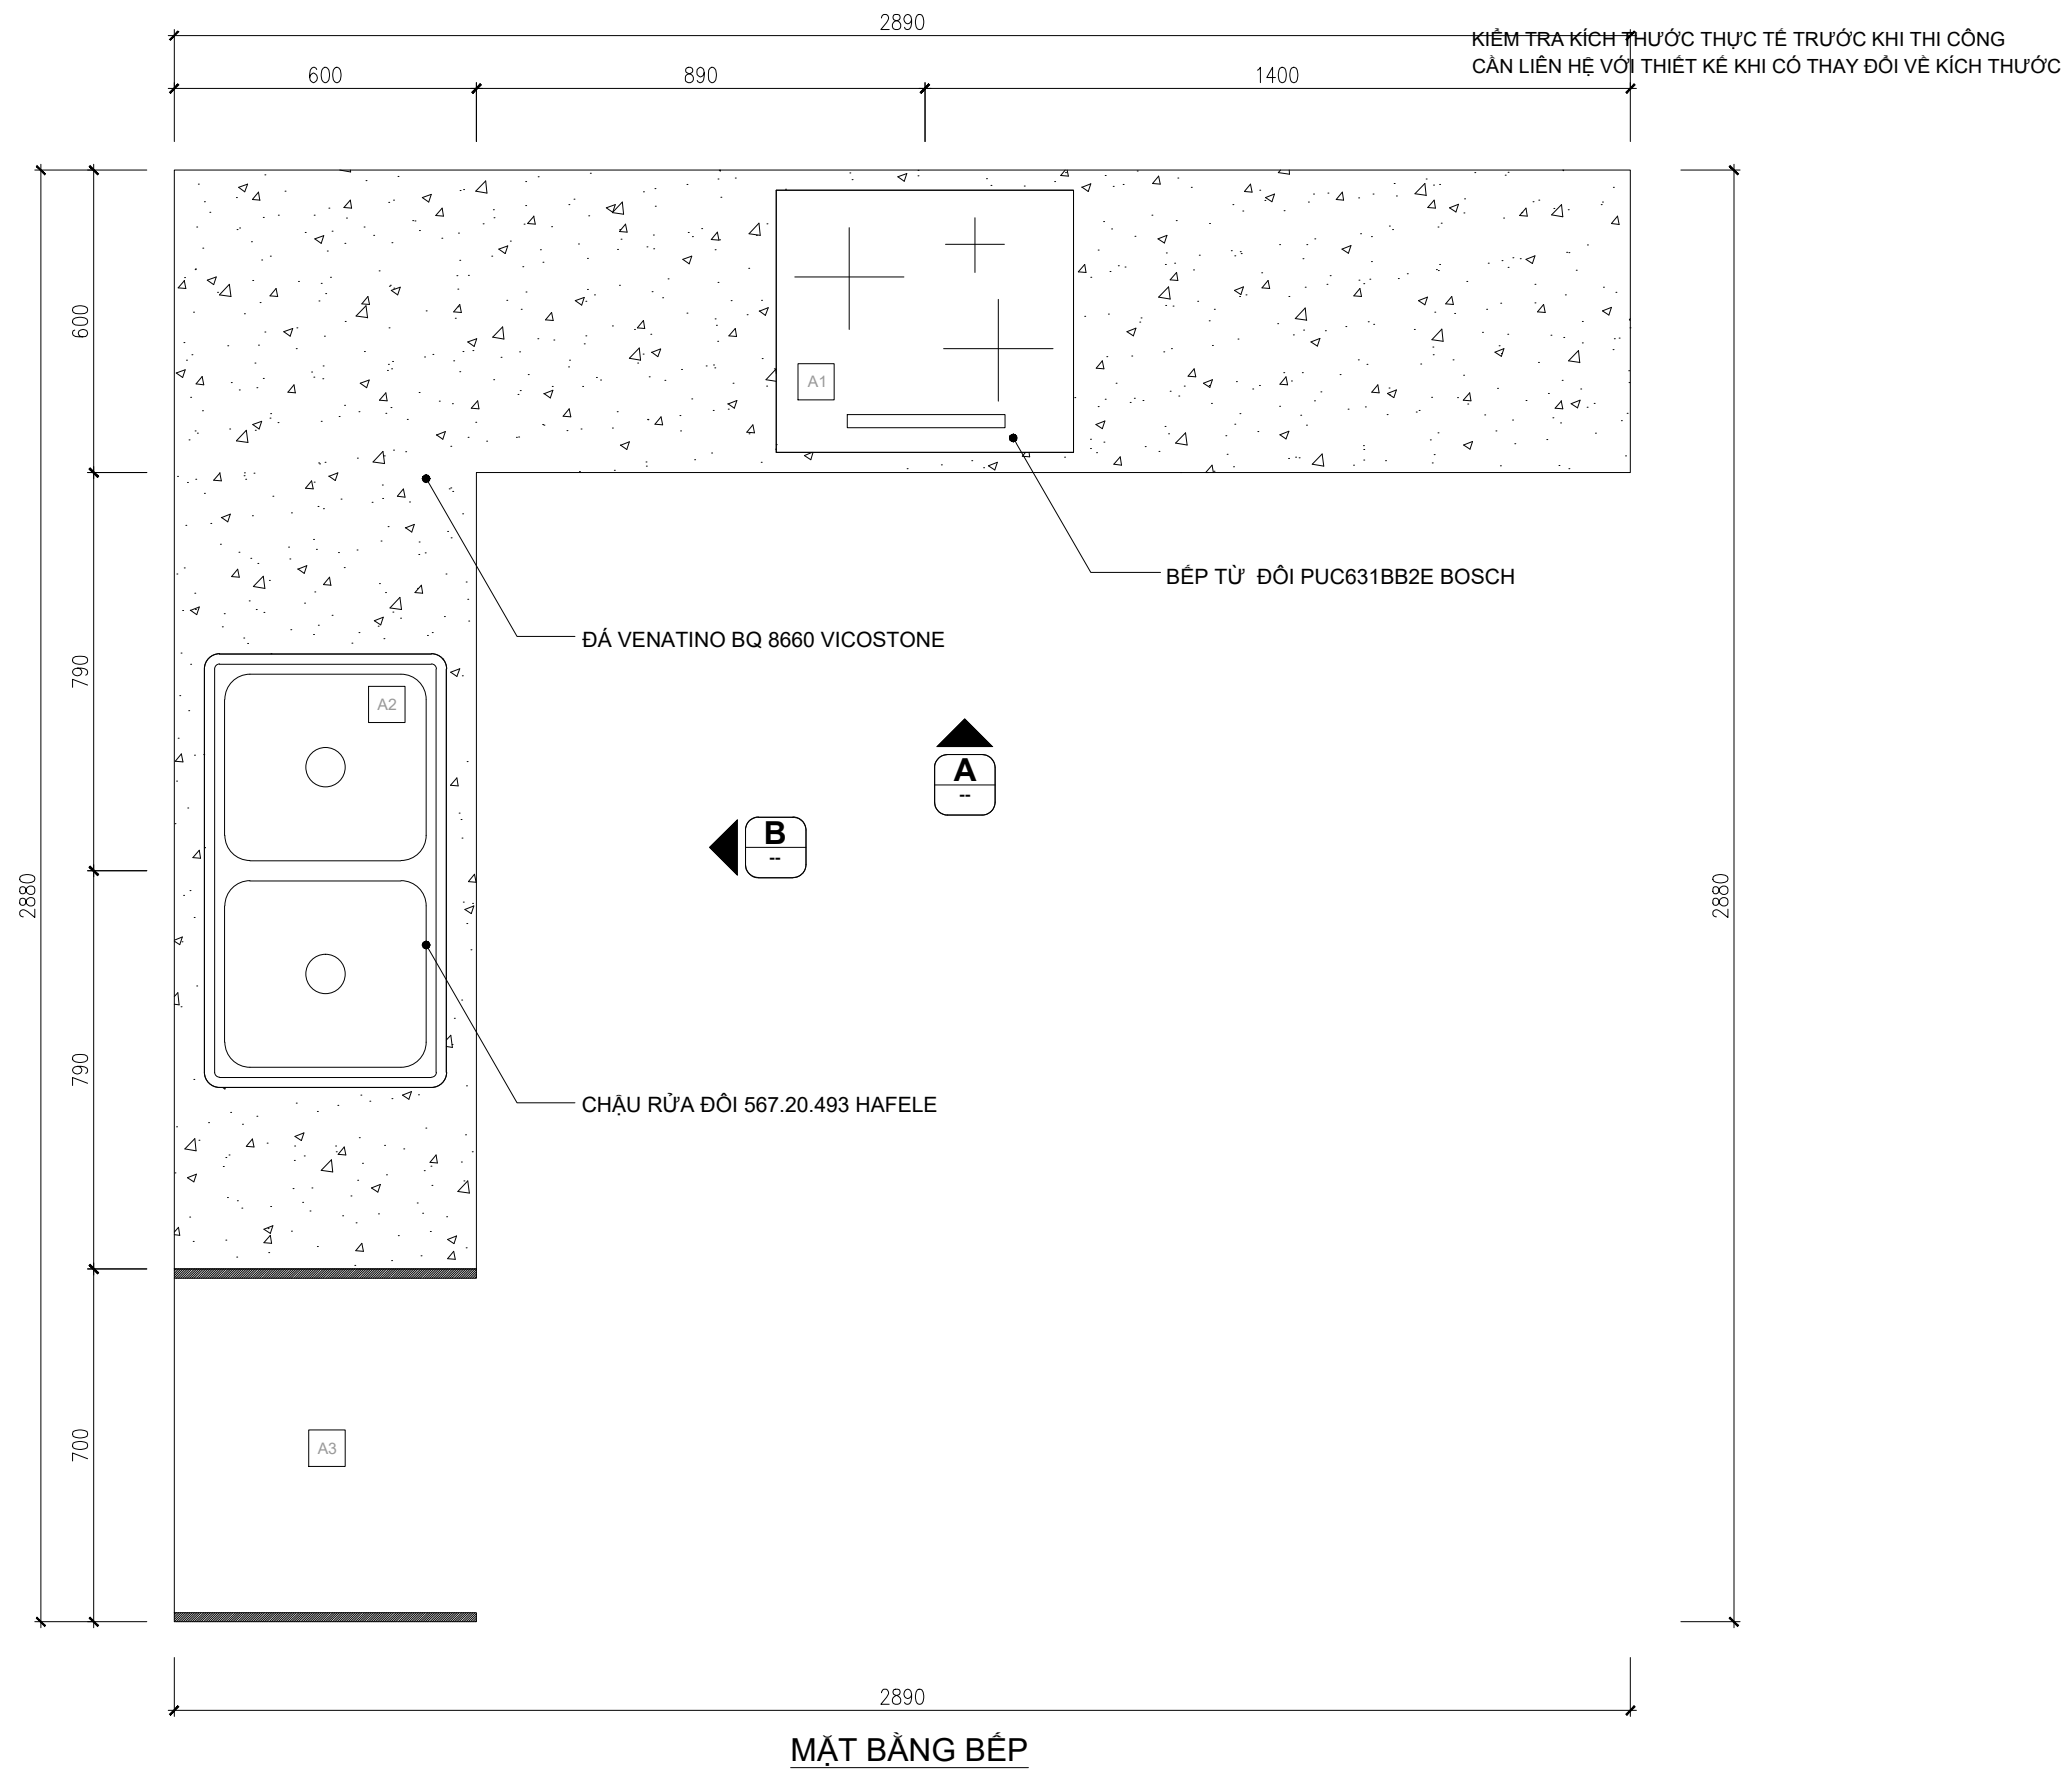 2890
KIỂM TRA KÍCH THƯỚC THỰC TẾ TRƯỚC KHI THI CÔNG
CẦN LIÊN HỆ VỚI THIẾT KẾ KHI CÓ THAY ĐỔI VỀ KÍCH THƯỚC
600
890
1400
600
A1
BẾP TỪ ĐÔI PUC631BB2E BOSCH
ĐÁ VENATINO BQ 8660 VICOSTONE
790
A2
A
--
B
--
2880
2880
790
CHẬU RỬA ĐÔI 567.20.493 HAFELE
700
A3
2890
MẶT BẰNG BẾP